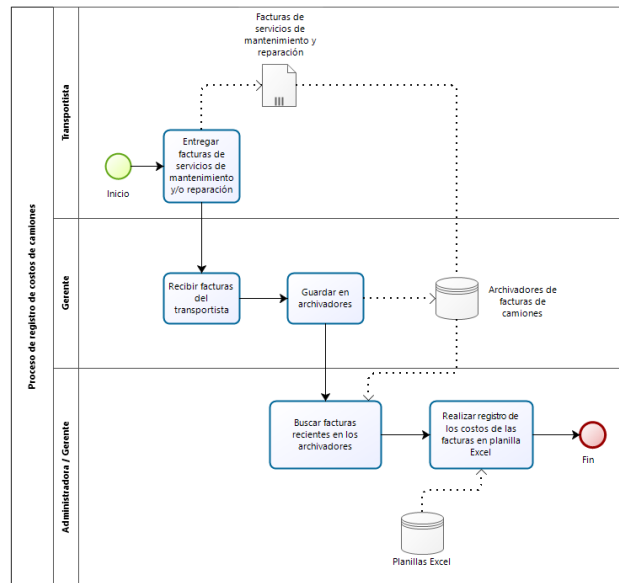 Proceso de registro de costos de camiones
Transportista
Facturas de
servicios de
mantenimiento y
reparación
Entregar
facturas de
servicios de
mantenimiento
y/o reparación
Inicio
Gerente
Recibir facturas
del
transportista
Guardar en
archivadores
Archivadores de
facturas de
camiones
Administradora / Gerente
Buscar facturas
recientes en los
archivadores
Realizar registro de
los costos de las
facturas en planilla
Excel
Fin
Planillas Excel